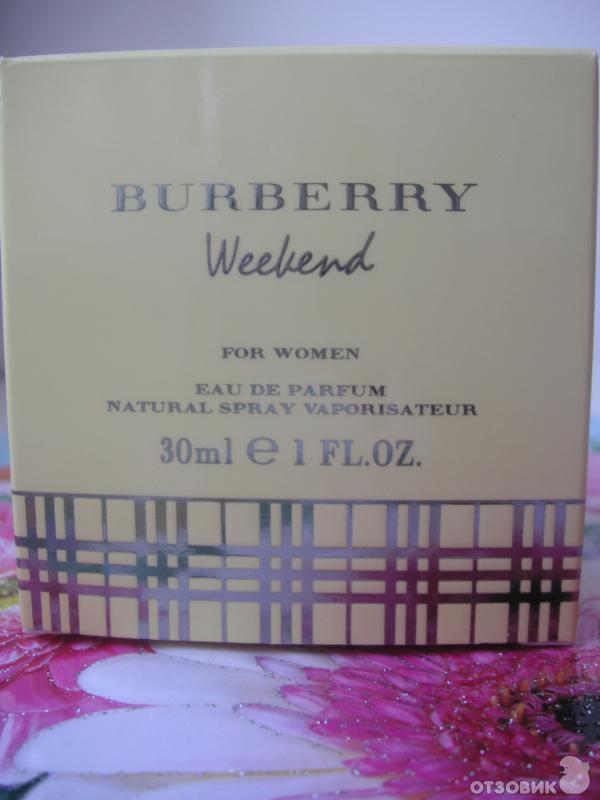 BURBERRY
Weekend
FOR WOMEN
EAU DE PARFUM
NATURAL SPRAY VAPORISATEUR
30ml e 1 FL.OZ.
ОТЗОВИК